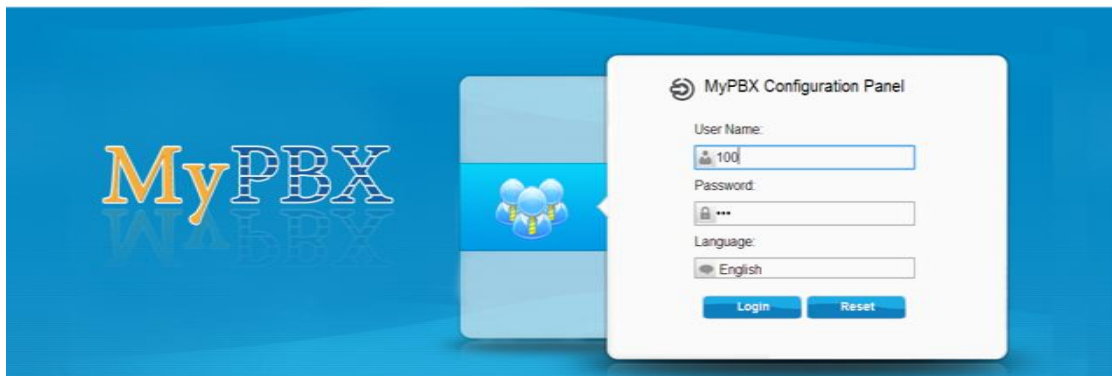 MyPBX
MyPBX Configuration Panel
User Name:
100
Password:
•••
Language:
English
Login Reset